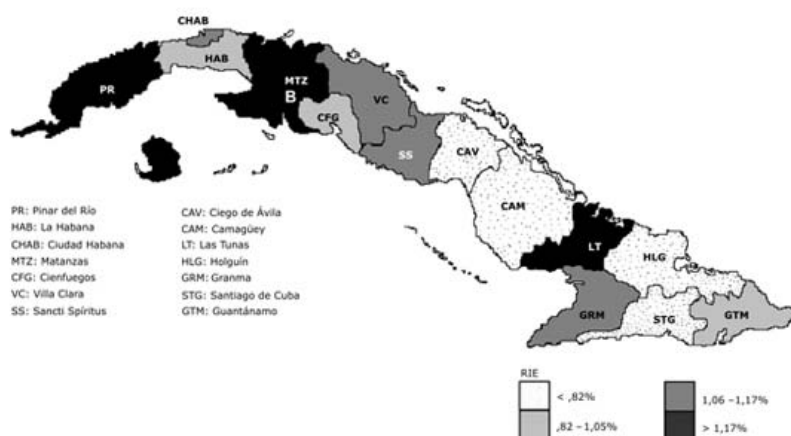 CHAB
HAB
PR
MTZ
B
VC
CFG
SS
CAV
CAM
LT
HLG
GRM
STG
GTM
PR: Pinar del Río
HAB: La Habana
CHAB: Ciudad Habana
MTZ: Matanzas
CFG: Cienfuegos
VC: Villa Clara
SS: Sancti Spíritus
CAV: Ciego de Ávila
CAM: Camagüey
LT: Las Tunas
HLG: Holguín
GRM: Granma
STG: Santiago de Cuba
GTM: Guantánamo
RIE
< ,82%
,82 – 1,05%
1,06 – 1,17%
> 1,17%